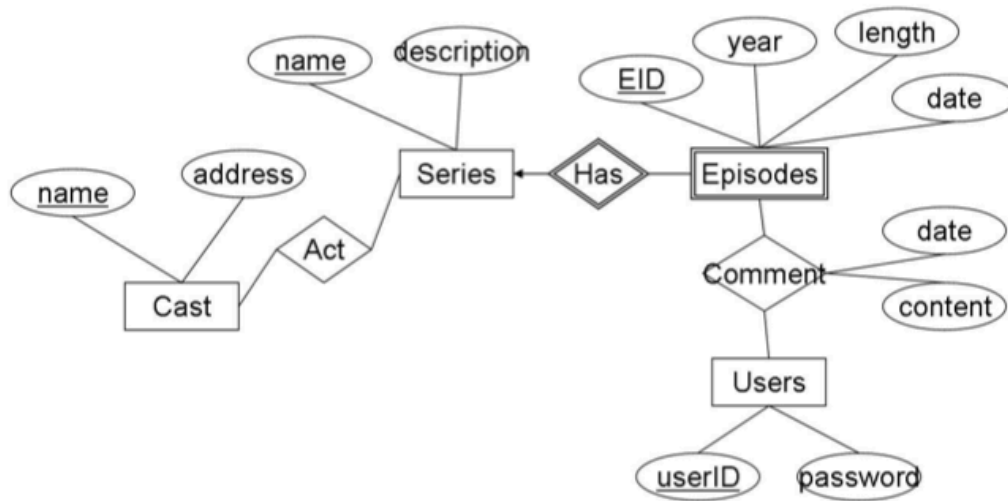 year
length
name
description
EID
date
name
address
Series
Has
Episodes
Act
date
Comment
Cast
content
Users
userID
password